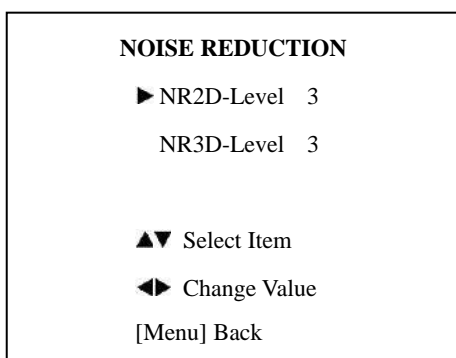 NOISE REDUCTION
▶ NR2D-Level 3
NR3D-Level 3
▲▼ Select Item
◀▶ Change Value
[Menu] Back